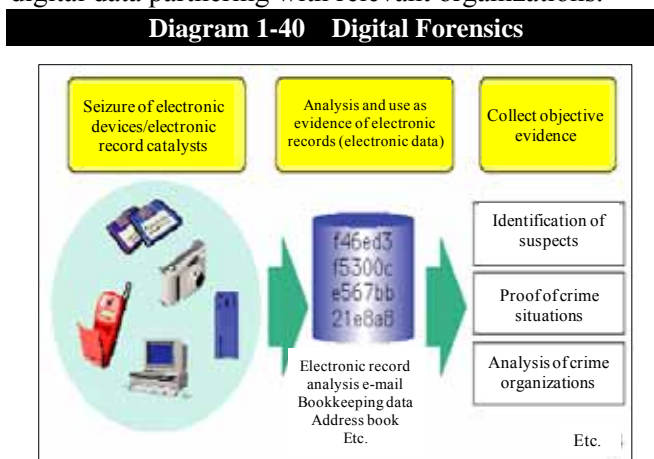 digital data partnering with relevant organizations.
Diagram 1-40 Digital Forensics
Seizure of electronic
devices/electronic
record catalysts
Analysis and use as
evidence of electronic
records (electronic data)
Collect objective
evidence
f46ed3
f5300c
e567bb
21e8a8
Electronic record
analysis e-mail
Bookkeeping data
Address book
Etc.
Identification of
suspects
Proof of crime
situations
Analysis of crime
organizations
Etc.